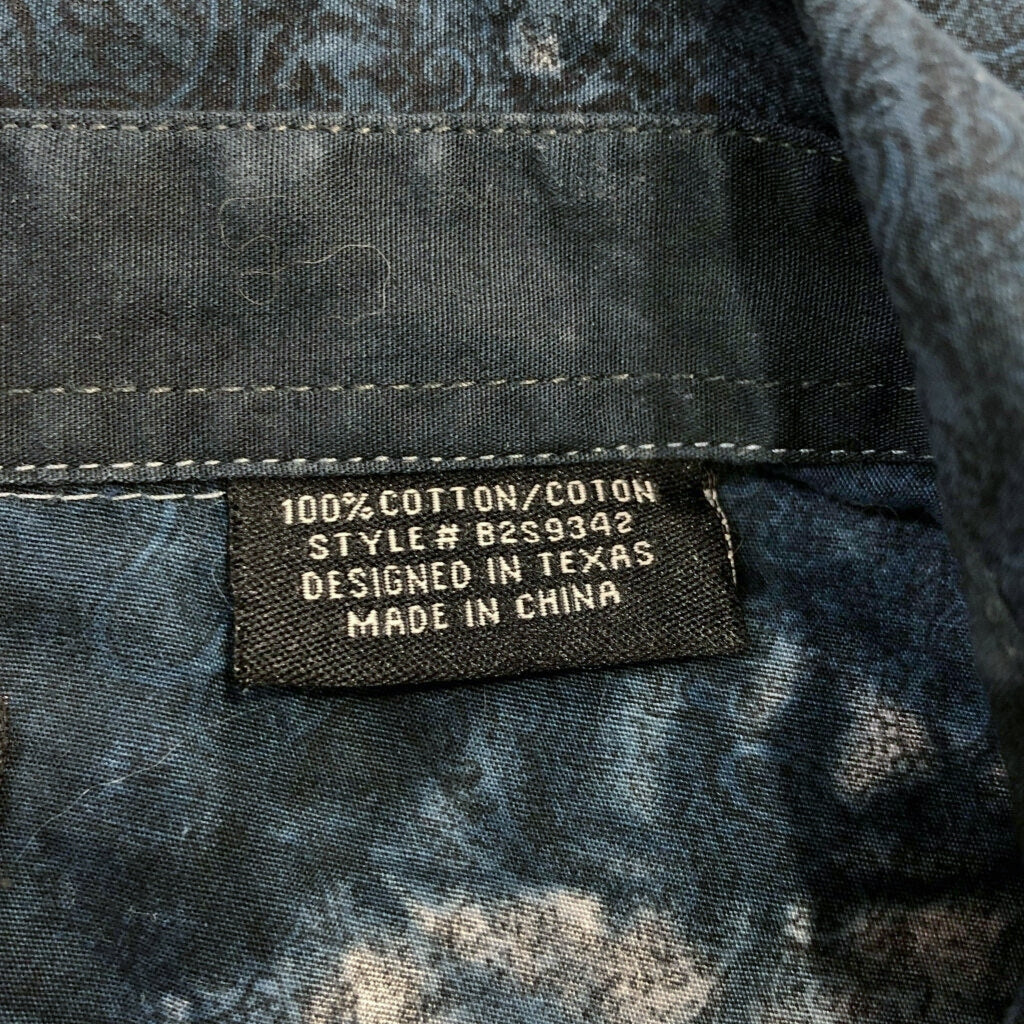 100% COTTON/COTON
STYLE# B2S9342
DESIGNED IN TEXAS
MADE IN CHINA